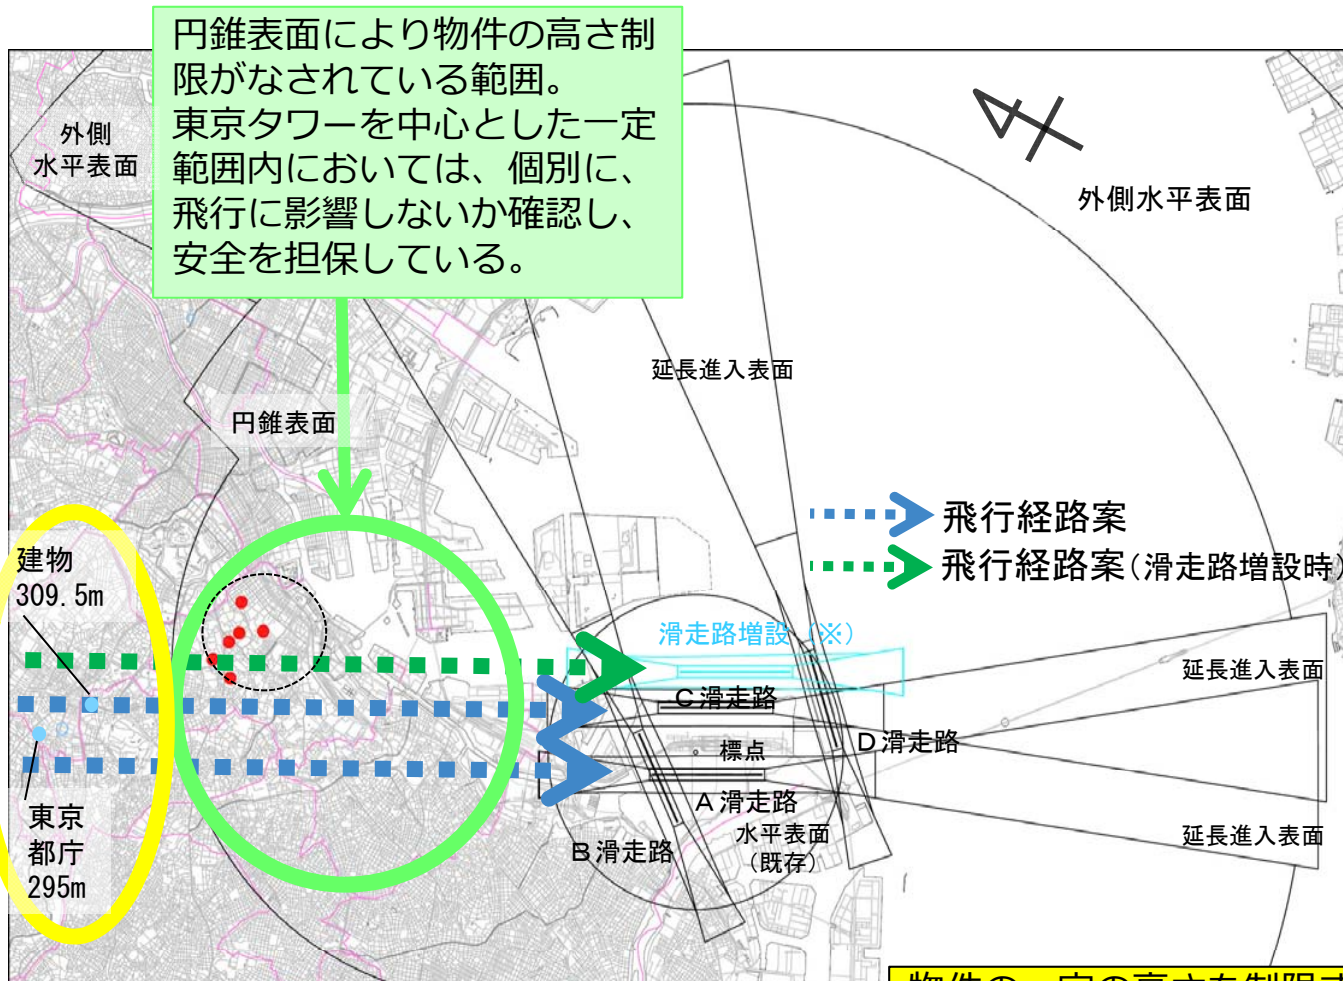 円錐表面により物件の高さ制
限がなされている範囲。
東京タワーを中心とした一定
範囲内においては、個別に、
飛行に影響しないか確認し、
安全を担保している。
外側
水平表面
外側水平表面
延長進入表面
円錐表面
飛行経路案
飛行経路案(滑走路増設時)
建物
309.5m
滑走路増設(※)
延長進入表面
C滑走路
D滑走路
標点
A滑走路
水平表面
(既存)
B滑走路
延長進入表面
東京
都庁
295m